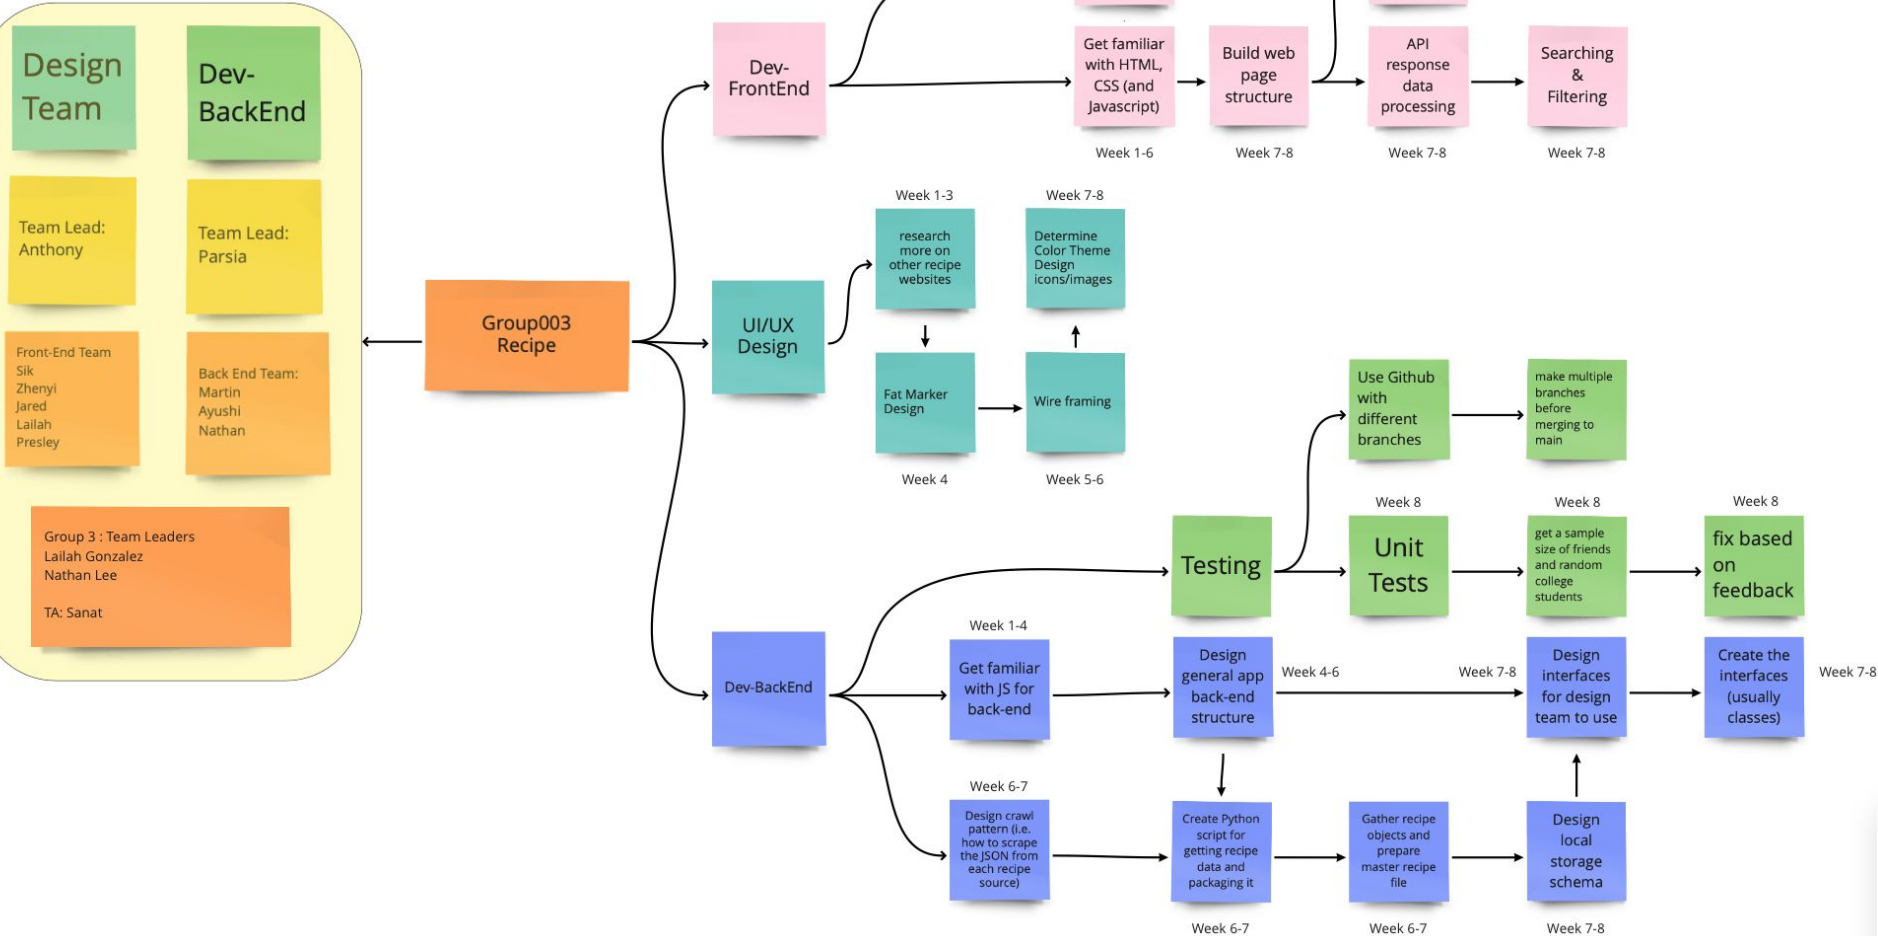 Design
Team
Dev-
BackEnd
Team Lead:
Anthony
Team Lead:
Parsia
Front-End Team
Sik
Zhenyi
Jared
Lailah
Presley
Back End Team:
Martin
Ayushi
Nathan
Group 3 : Team Leaders
Lailah Gonzalez
Nathan Lee
TA: Sanat
Group003
Recipe
Dev-
FrontEnd
Get familiar
with HTML,
CSS (and
Javascript)
Week 1-6
Build web
page
structure
Week 7-8
API
response
data
processing
Week 7-8
Searching
&
Filtering
Week 7-8
UI/UX
Design
Week 1-3
research
more on
other recipe
websites
Week 7-8
Determine
Color Theme
Design
icons/images
Fat Marker
Design
Week 4
Wire framing
Week 5-6
Use Github
with
different
branches
make multiple
branches
before
merging to
main
Testing
Week 8
Unit
Tests
Week 8
get a sample
size of friends
and random
college
students
Week 8
fix based
on
feedback
Dev-BackEnd
Week 1-4
Get familiar
with JS for
back-end
Design
general app
back-end
structure
Week 4-6
Week 7-8
Design
interfaces
for design
team to use
Create the
interfaces
(usually
classes)
Week 7-8
Week 6-7
Design crawl
pattern (i.e.
how to scrape
the JSON from
each recipe
source)
Create Python
script for
getting recipe
data and
packaging it
Week 6-7
Gather recipe
objects and
prepare
master recipe
file
Week 6-7
Design
local
storage
schema
Week 7-8